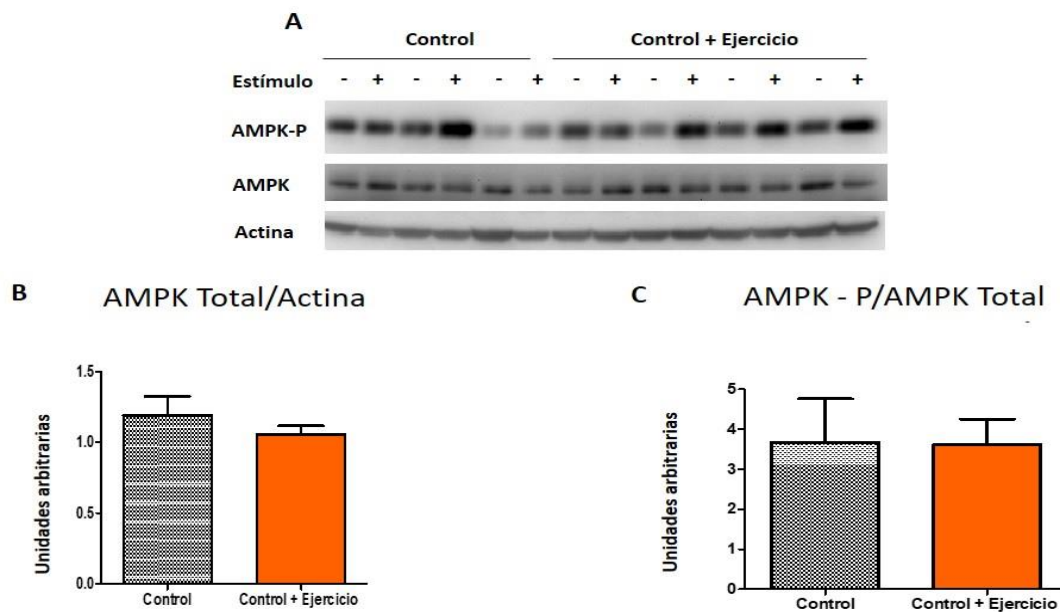 A
Control Control + Ejercicio
Estímulo - + - + - + - + - + - + - +
AMPK-P
AMPK
Actina
B AMPK Total/Actina
Unidades arbitrarias
1.5
1.0
0.5
0.0
Control Control + Ejercicio
C AMPK - P/AMPK Total
Unidades arbitrarias
5
4
3
2
1
0
Control Control + Ejercicio